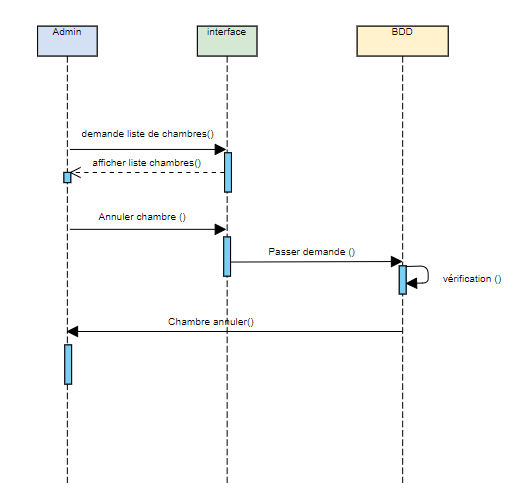 Admin
interface
BDD
demande liste de chambres()
afficher liste chambres()
Annuler chambre ()
Passer demande ()
vérification ()
Chambre annuler()